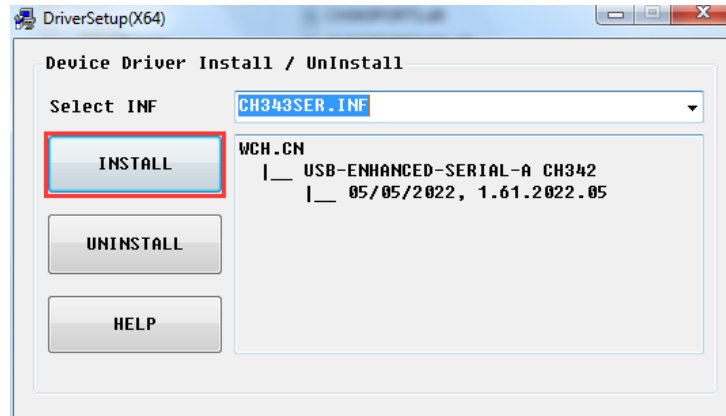 DriverSetup(X64)
Device Driver Install / UnInstall
Select INF
CH343SER.INF
INSTALL
WCH.CN
|__ USB-ENHANCED-SERIAL-A CH342
|__ 05/05/2022, 1.61.2022.05
UNINSTALL
HELP